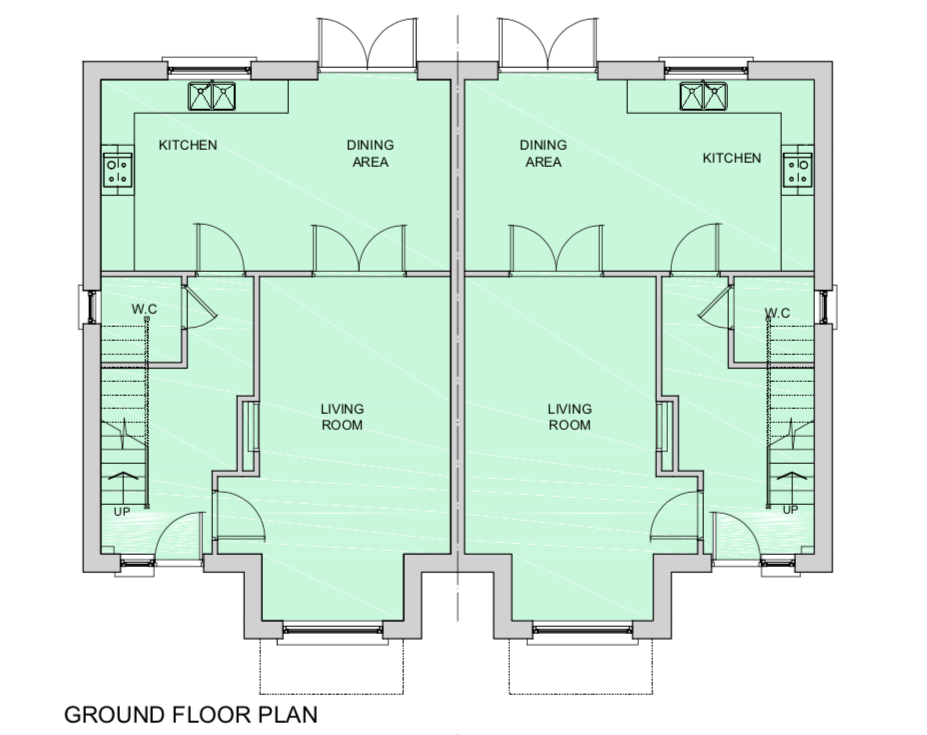 KITCHEN
DINING
AREA
DINING
AREA
KITCHEN
W.C
W.C
LIVING
ROOM
LIVING
ROOM
UP
UP
GROUND FLOOR PLAN